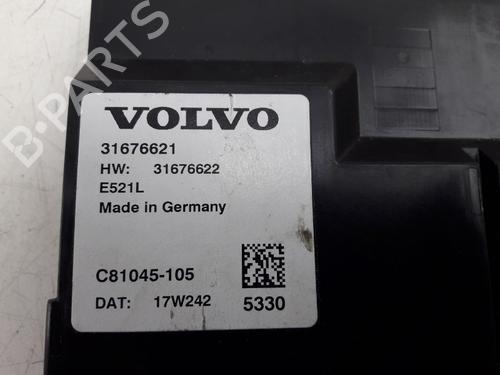 B-PARTS
VOLVO
31676621
HW: 31676622
E521L
Made in Germany
C81045-105
DAT: 17W242 5330